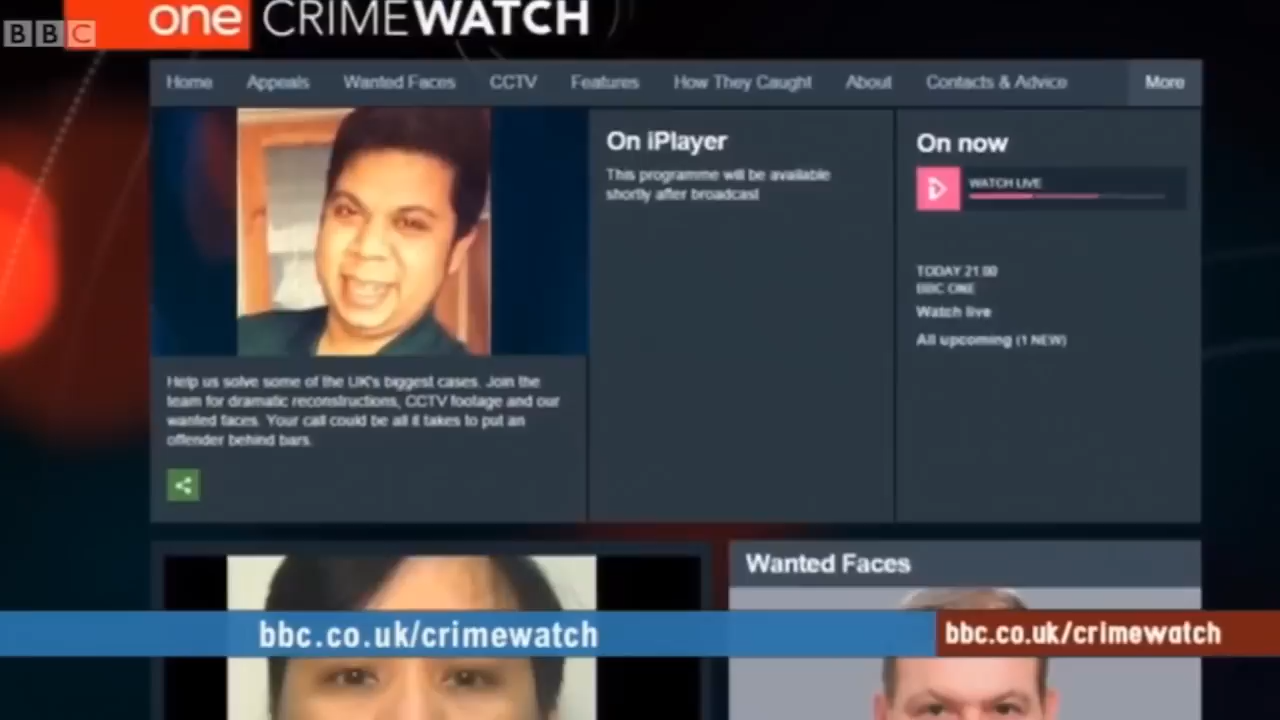 BBC
one CRIMEWATCH
Home Appeals Wanted Faces CCTV Features How They Caught About Contacts & Advice More
On iPlayer
This programme will be available
shortly after broadcast
On now
WATCH LIVE
TODAY 21:00
BBC ONE
Watch live
All upcoming (1 NEW)
Help us solve some of the UK's biggest cases. Join the
team for dramatic reconstructions, CCTV footage and our
wanted faces. Your call could be all it takes to put an
offender behind bars.
Wanted Faces
bbc.co.uk/crimewatch
bbc.co.uk/crimewatch